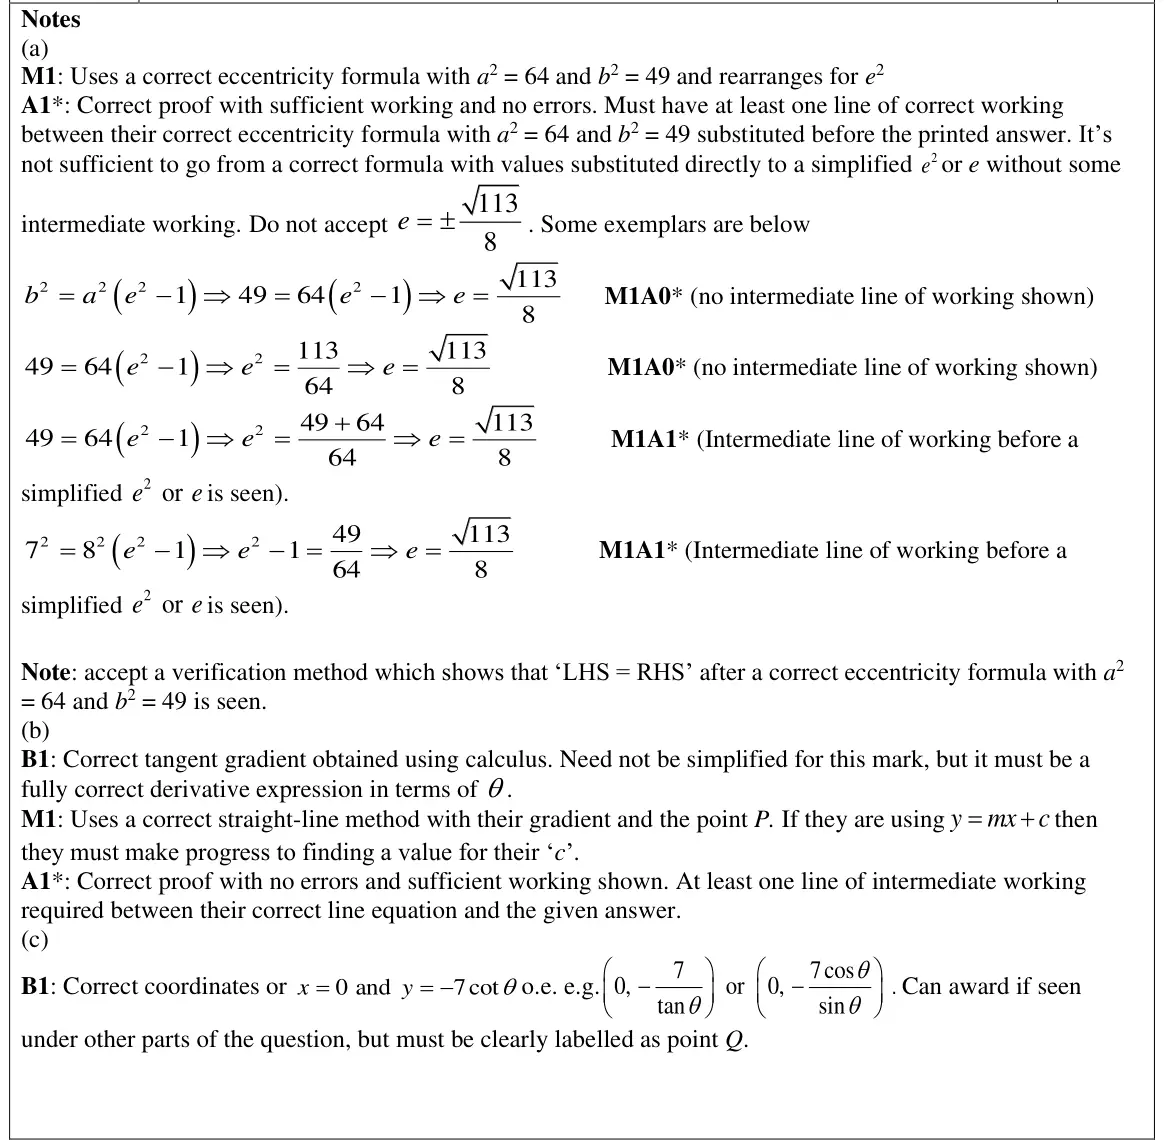 Notes
(a)
M1: Uses a correct eccentricity formula with a² = 64 and b² = 49 and rearranges for e²
A1*: Correct proof with sufficient working and no errors. Must have at least one line of correct working
between their correct eccentricity formula with a² = 64 and b² = 49 substituted before the printed answer. It’s
not sufficient to go from a correct formula with values substituted directly to a simplified e² or e without some
intermediate working. Do not accept e = ±√113/8 . Some exemplars are below
b² = a²(e² − 1) ⇒ 49 = 64(e² − 1) ⇒ e = √113/8 M1A0* (no intermediate line of working shown)
49 = 64(e² − 1) ⇒ e² = 113/64 ⇒ e = √113/8 M1A0* (no intermediate line of working shown)
49 = 64(e² − 1) ⇒ e² = (49 + 64)/64 ⇒ e = √113/8 M1A1* (Intermediate line of working before a
simplified e² or e is seen).
7² = 8²(e² − 1) ⇒ e² − 1 = 49/64 ⇒ e = √113/8 M1A1* (Intermediate line of working before a
simplified e² or e is seen).
Note: accept a verification method which shows that ‘LHS = RHS’ after a correct eccentricity formula with a²
= 64 and b² = 49 is seen.
(b)
B1: Correct tangent gradient obtained using calculus. Need not be simplified for this mark, but it must be a
fully correct derivative expression in terms of θ.
M1: Uses a correct straight-line method with their gradient and the point P. If they are using y = mx + c then
they must make progress to finding a value for their ‘c’.
A1*: Correct proof with no errors and sufficient working shown. At least one line of intermediate working
required between their correct line equation and the given answer.
(c)
B1: Correct coordinates or x = 0 and y = −7cotθ o.e. e.g. (0, −7/tanθ) or (0, −7cosθ/sinθ) . Can award if seen
under other parts of the question, but must be clearly labelled as point Q.